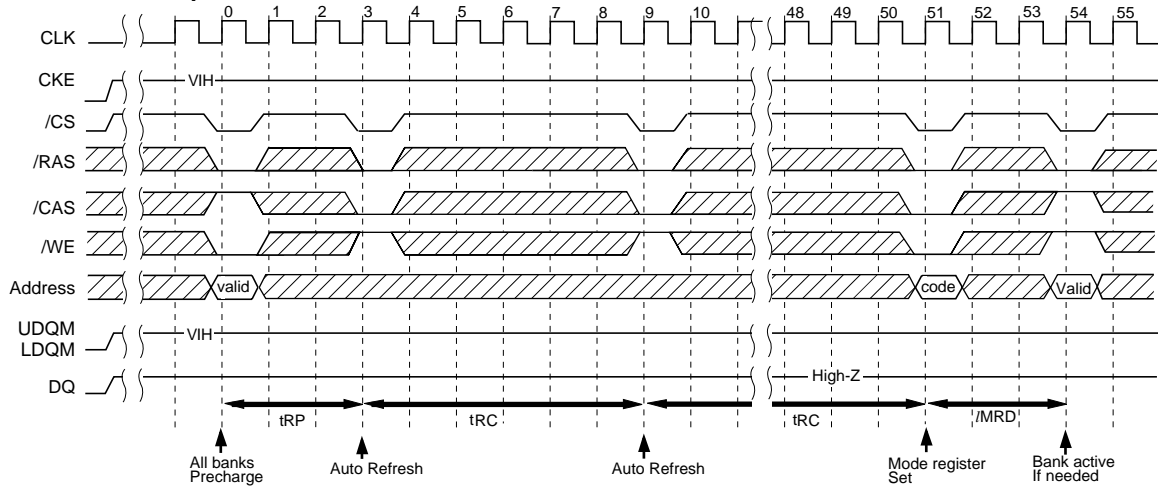 0 1 2 3 4 5 6 7 8 9 10 48 49 50 51 52 53 54 55
CLK
CKE VIH
/CS
/RAS
/CAS
/WE
Address valid code Valid
UDQM VIH
LDQM
DQ High-Z
tRP tRC tRC lMRD
All banks
Precharge
Auto Refresh
Auto Refresh
Mode register
Set
Bank active
If needed